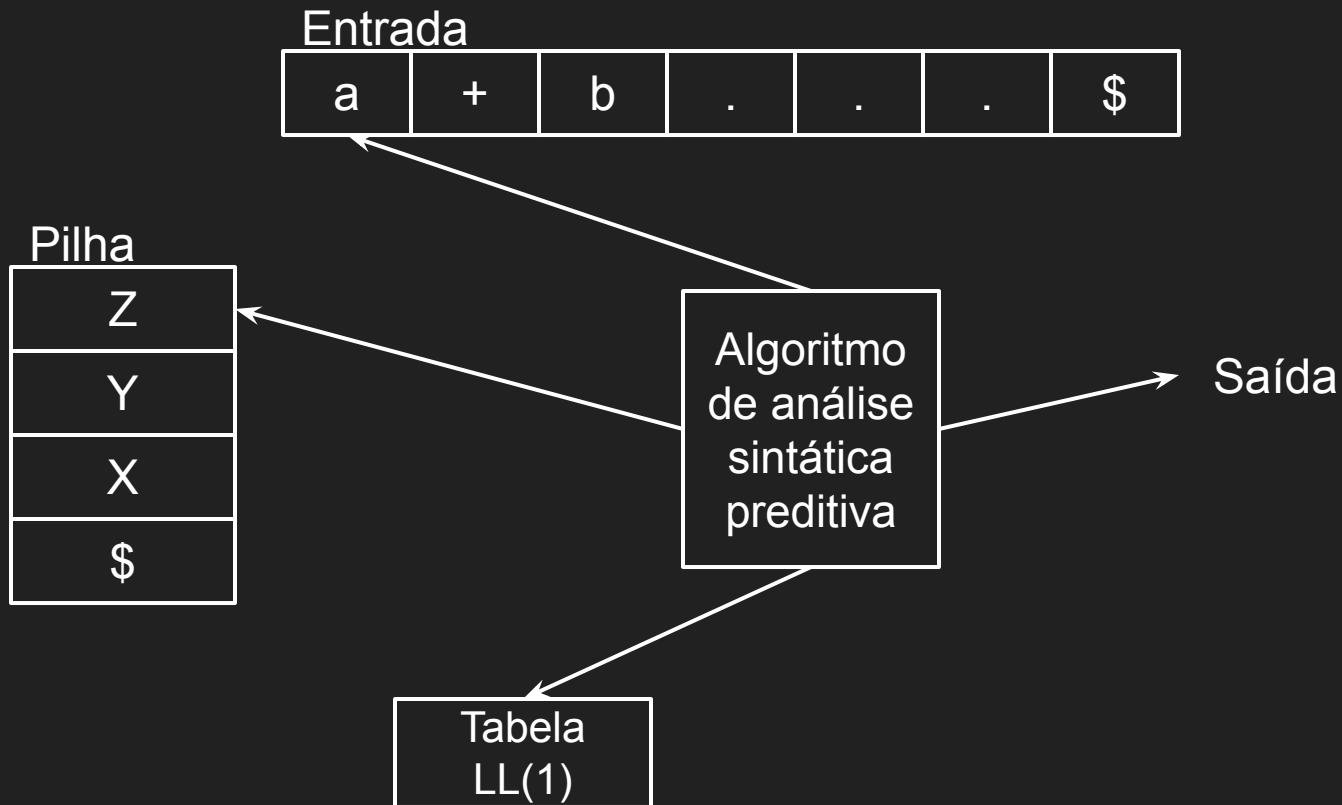 Entrada
a + b . . . $
Pilha
Z
Y
X
$
Algoritmo
de análise
sintática
preditiva
Saída
Tabela
LL(1)